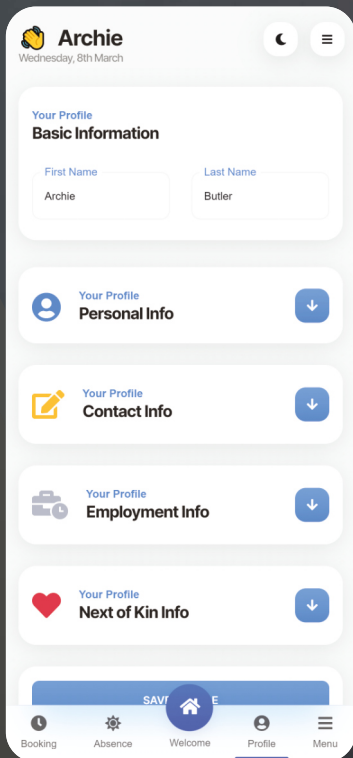 Archie
Wednesday, 8th March
Your Profile
Basic Information
First Name
Last Name
Archie
Butler
Your Profile
Personal Info
Your Profile
Contact Info
Your Profile
Employment Info
Your Profile
Next of Kin Info
Booking
Absence
Welcome
Profile
Menu